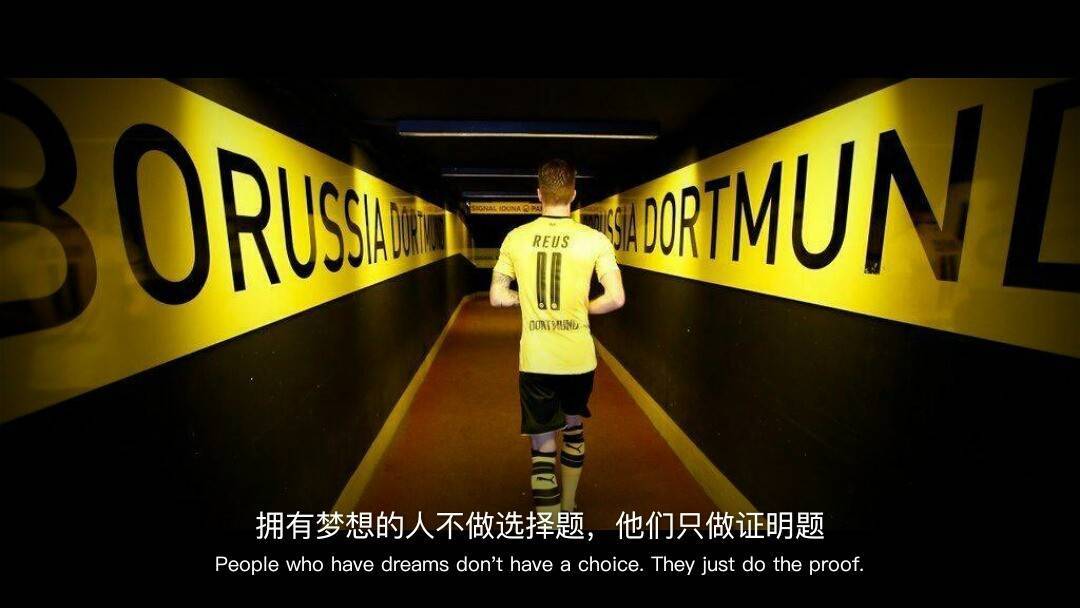 BORUSSIA DORTMUND
SIGNAL IDUNA PA
RUSSIA DORTMUND
REUS
11
DORTMUND
拥有梦想的人不做选择题，他们只做证明题
People who have dreams don't have a choice. They just do the proof.